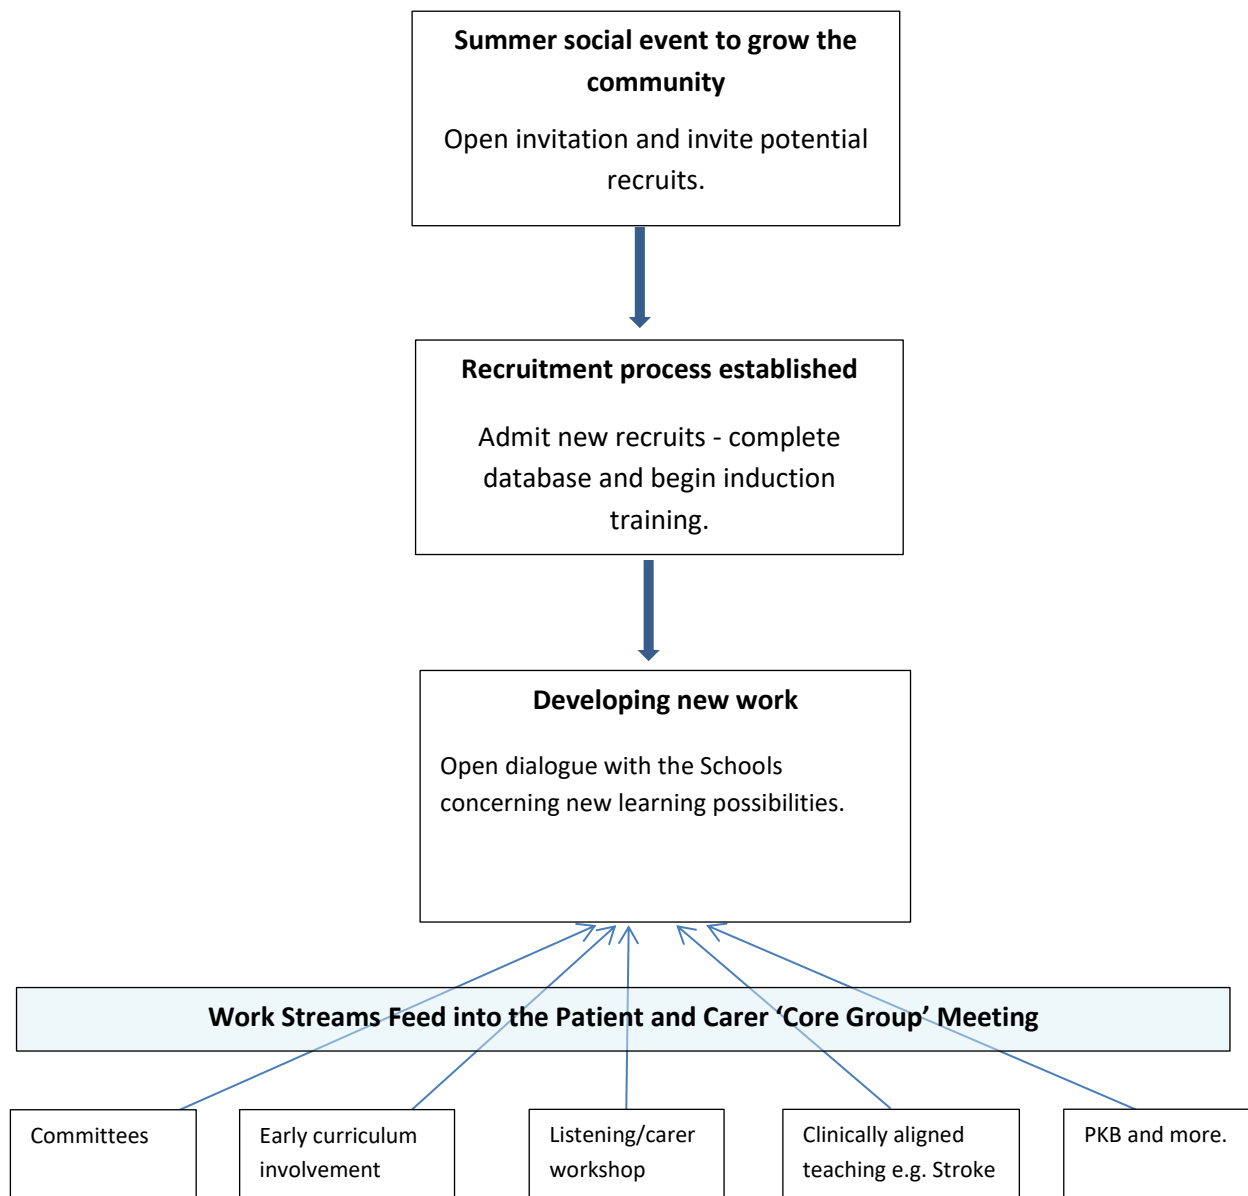 Summer social event to grow the
community
Open invitation and invite potential
recruits.
Recruitment process established
Admit new recruits - complete
database and begin induction
training.
Developing new work
Open dialogue with the Schools
concerning new learning possibilities.
Work Streams Feed into the Patient and Carer ‘Core Group’ Meeting
Committees
Early curriculum
involvement
Listening/carer
workshop
Clinically aligned
teaching e.g. Stroke
PKB and more.